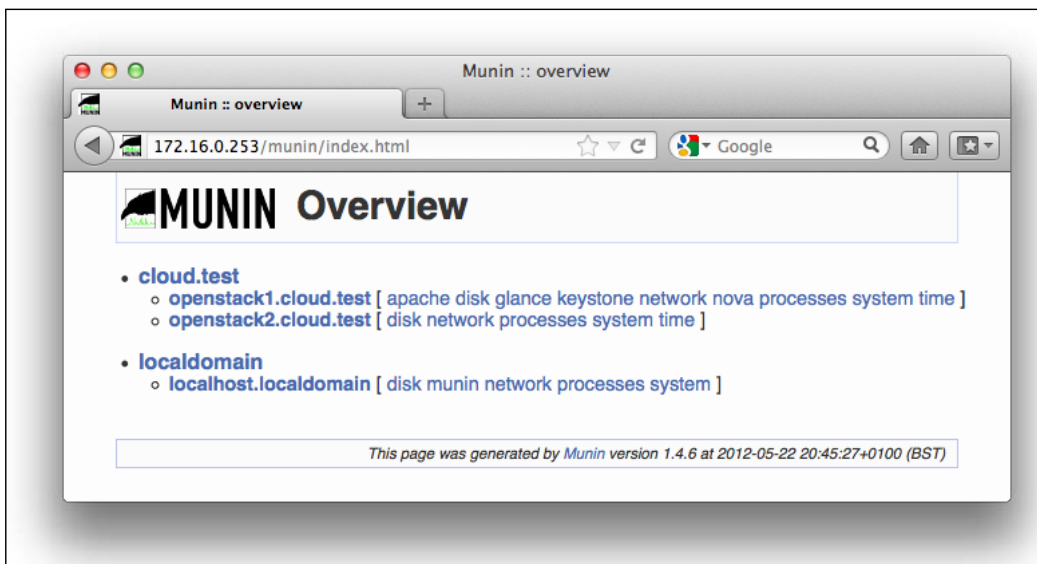 Munin :: overview
Munin :: overview
172.16.0.253/munin/index.html Google
MUNIN Overview
cloud.test
openstack1.cloud.test [ apache disk glance keystone network nova processes system time ]
openstack2.cloud.test [ disk network processes system time ]
localdomain
localhost.localdomain [ disk munin network processes system ]
This page was generated by Munin version 1.4.6 at 2012-05-22 20:45:27+0100 (BST)